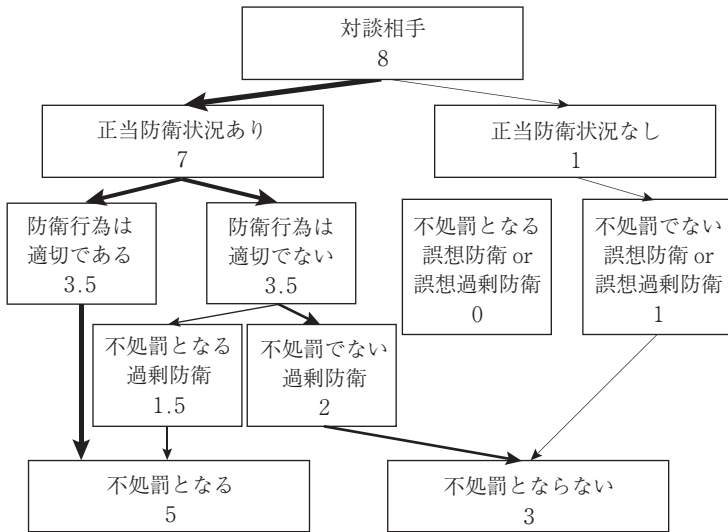 対談相手
8
正当防衛状況あり
7
正当防衛状況なし
1
防衛行為は
適切である
3.5
防衛行為は
適切でない
3.5
不処罰となる
誤想防衛 or
誤想過剰防衛
0
不処罰でない
誤想防衛 or
誤想過剰防衛
1
不処罰となる
過剰防衛
1.5
不処罰でない
過剰防衛
2
不処罰となる
5
不処罰とならない
3